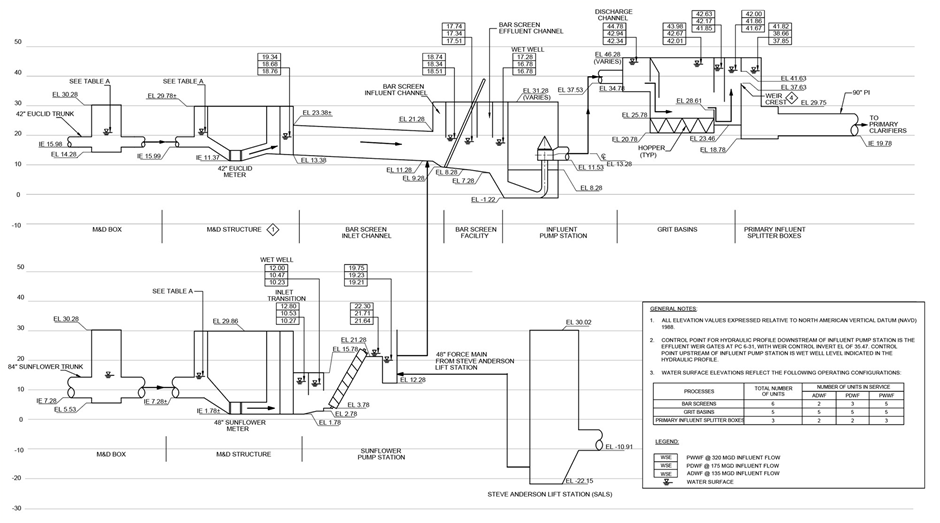 DISCHARGE
CHANNEL
44.78
42.94
42.34
43.98
42.67
42.01
42.63
42.17
41.85
42.00
41.86
41.67
41.82
38.66
37.85
17.74
17.34
17.51
BAR SCREEN
EFFLUENT CHANNEL
WET WELL
17.28
16.78
16.78
19.34
18.68
18.76
18.74
18.34
18.51
50
40
30
20
10
0
-10
SEE TABLE A
EL 30.28
42" EUCLID TRUNK
IE 15.98
EL 14.28
SEE TABLE A
EL 29.78±
IE 15.99
EL 11.37
42" EUCLID
METER
EL 23.38±
EL 13.38
BAR SCREEN
INFLUENT CHANNEL
EL 21.28
EL 11.28
EL 9.28
EL 8.28
EL 7.28
EL -1.22
EL 31.28
(VARIES)
EL 46.28
(VARIES)
EL 37.53
EL 34.78
EL 13.28
EL 11.53
EL 8.28
EL 25.78
EL 20.78
HOPPER
(TYP)
EL 28.61
EL 23.46
EL 18.78
EL 41.63
EL 37.63
WEIR
CREST
4
EL 29.75
90" PI
TO
PRIMARY
CLARIFIERS
IE 19.78
M&D BOX
M&D STRUCTURE
1
BAR SCREEN
INLET CHANNEL
BAR SCREEN
FACILITY
INFLUENT
PUMP STATION
GRIT BASINS
PRIMARY INFLUENT
SPLITTER BOXES
50
40
30
20
10
0
-10
-20
-30
WET WELL
12.00
10.47
10.23
INLET
TRANSITION
12.80
10.53
10.27
19.75
19.23
19.21
22.30
21.71
21.64
EL 30.28
84" SUNFLOWER TRUNK
IE 7.28
EL 5.53
SEE TABLE A
EL 29.86
IE 7.28±
IE 1.78±
48" SUNFLOWER
METER
EL 15.78
EL 21.28
EL 12.28
EL 3.78
EL 2.78
EL 1.78
48" FORCE MAIN
FROM STEVE ANDERSON
LIFT STATION
EL 30.02
EL -10.91
EL -22.15
M&D BOX
M&D STRUCTURE
SUNFLOWER
PUMP STATION
STEVE ANDERSON LIFT STATION (SALS)
GENERAL NOTES:
1. ALL ELEVATION VALUES EXPRESSED RELATIVE TO NORTH AMERICAN VERTICAL DATUM (NAVD)
1988.
2. CONTROL POINT FOR HYDRAULIC PROFILE DOWNSTREAM OF INFLUENT PUMP STATION IS THE
EFFLUENT WEIR GATES AT PC 6-31, WITH WEIR CONTROL INVERT EL OF 35.47. CONTROL
POINT UPSTREAM OF INFLUENT PUMP STATION IS WET WELL LEVEL INDICATED IN THE
HYDRAULIC PROFILE.
3. WATER SURFACE ELEVATIONS REFLECT THE FOLLOWING OPERATING CONFIGURATIONS:
PROCESSES TOTAL NUMBER OF UNITS NUMBER OF UNITS IN SERVICE
ADWF PDWF PWWF
BAR SCREENS 6 2 3 5
GRIT BASINS 5 5 5 5
PRIMARY INFLUENT SPLITTER BOXES 3 2 2 3
LEGEND:
WSE PWWF @ 320 MGD INFLUENT FLOW
WSE PDWF @ 175 MGD INFLUENT FLOW
WSE ADWF @ 135 MGD INFLUENT FLOW
WATER SURFACE